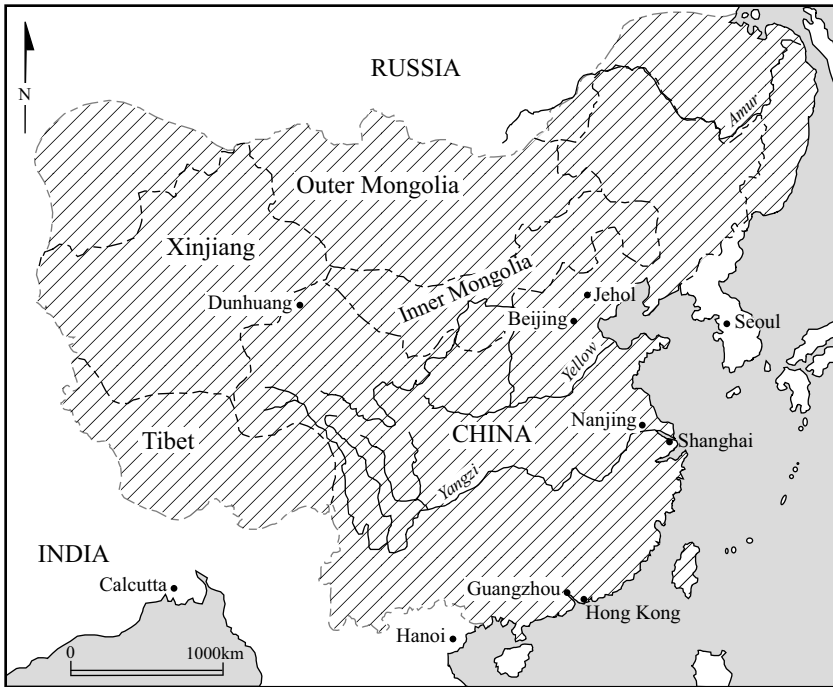 RUSSIA
N
Amur
Outer Mongolia
Xinjiang
Inner Mongolia
Dunhuang
Jehol
Beijing
Seoul
Yellow
Nanjing
CHINA
Shanghai
Tibet
Yangzi
INDIA
Calcutta
Guangzhou
Hong Kong
Hanoi
0 1000km